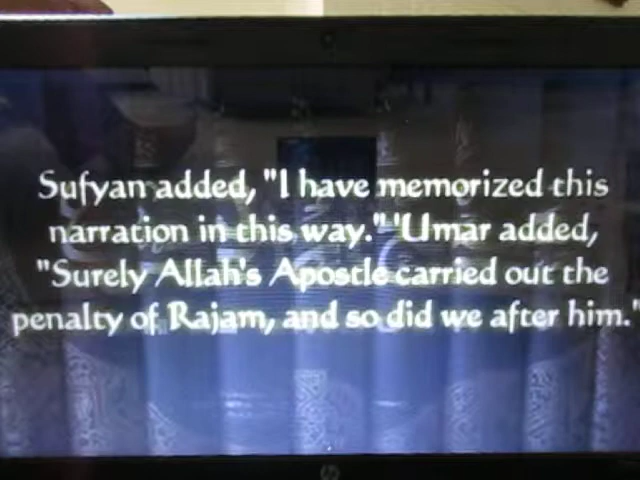 Sufyan added, "I have memorized this
narration in this way." 'Umar added,
"Surely Allah's Apostle carried out the
penalty of Rajam, and so did we after him."
hp